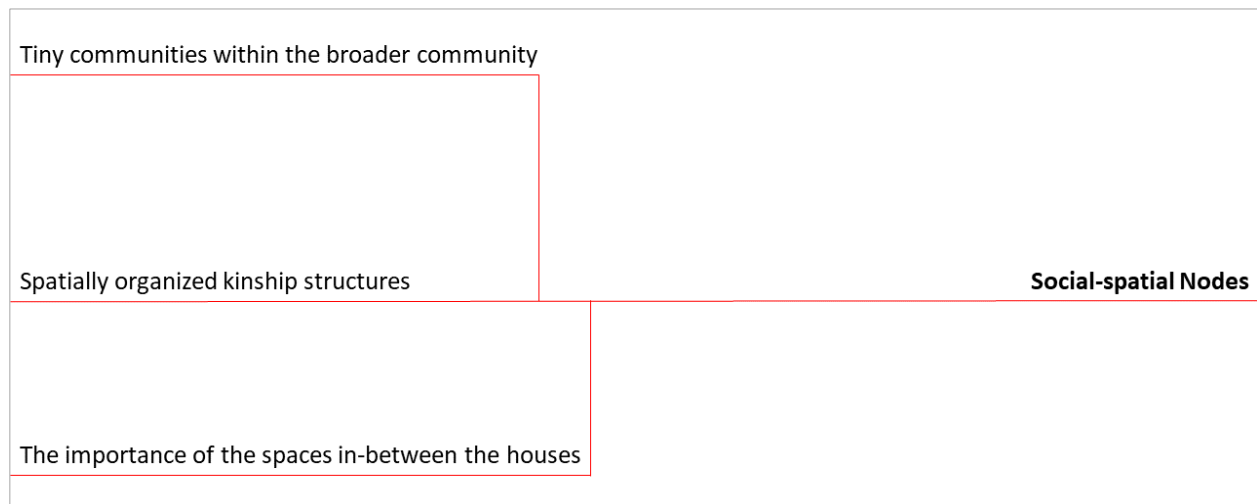 Tiny communities within the broader community
Spatially organized kinship structures
Social-spatial Nodes
The importance of the spaces in-between the houses